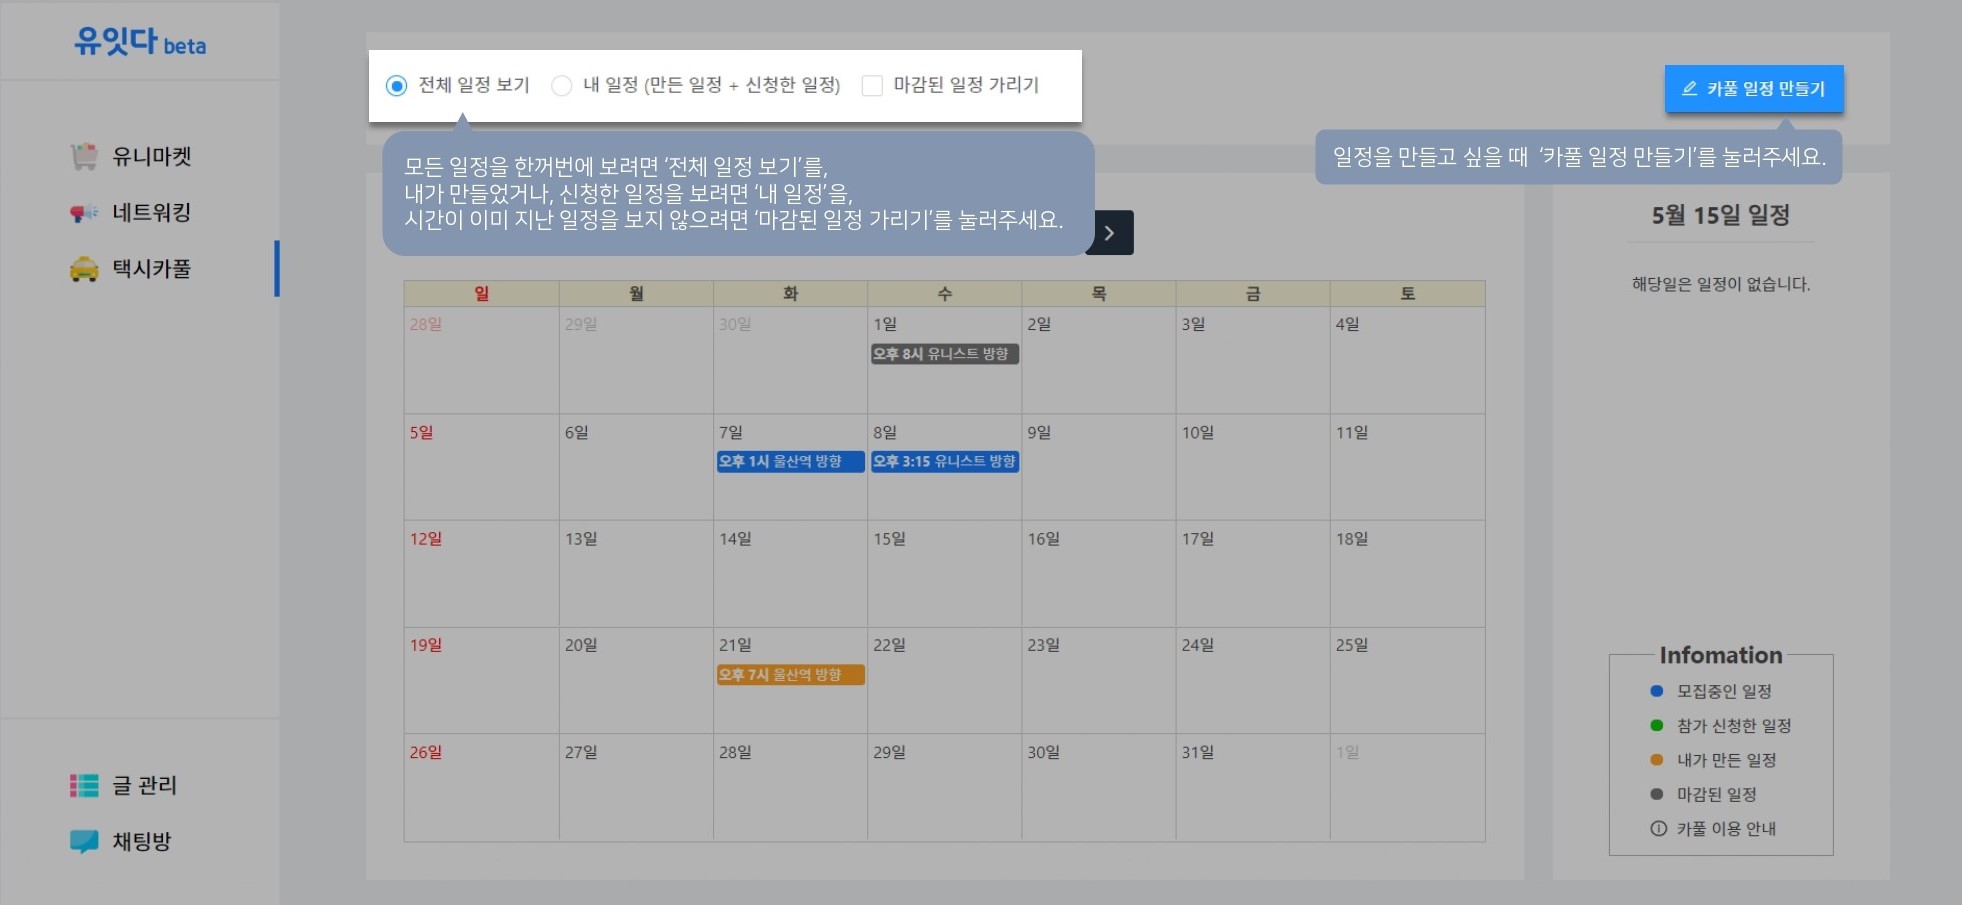 유잇다 beta
유니마켓
네트워킹
택시카풀
글 관리
채팅방
전체 일정 보기
내 일정 (만든 일정 + 신청한 일정)
마감된 일정 가리기
카풀 일정 만들기
모든 일정을 한꺼번에 보려면 ‘전체 일정 보기’를,
내가 만들었거나, 신청한 일정을 보려면 ‘내 일정’을,
시간이 이미 지난 일정을 보지 않으려면 ‘마감된 일정 가리기’를 눌러주세요.
일정을 만들고 싶을 때 ‘카풀 일정 만들기’를 눌러주세요.
일 월 화 수 목 금 토
28일 29일 30일 1일 2일 3일 4일
오후 8시 유니스트 방향
5일 6일 7일 8일 9일 10일 11일
오후 1시 울산역 방향 오후 3:15 유니스트 방향
12일 13일 14일 15일 16일 17일 18일
19일 20일 21일 22일 23일 24일 25일
오후 7시 울산역 방향
26일 27일 28일 29일 30일 31일 1일
5월 15일 일정
해당일은 일정이 없습니다.
Infomation
모집중인 일정
참가 신청한 일정
내가 만든 일정
마감된 일정
카풀 이용 안내